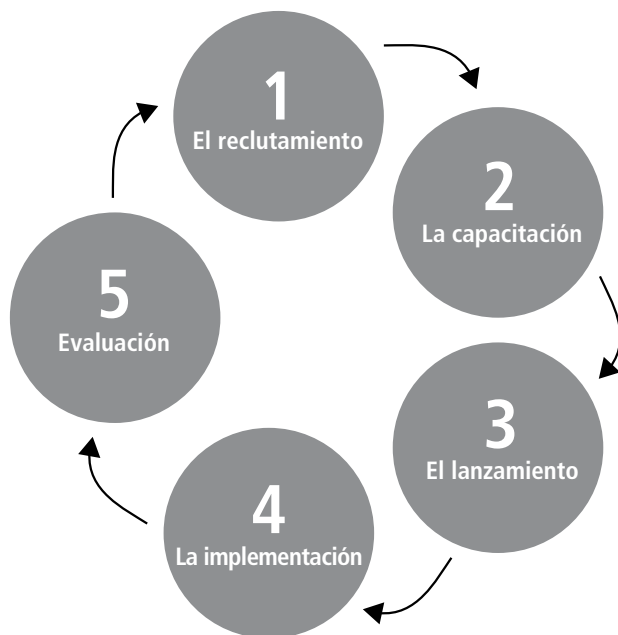 1
El reclutamiento
2
La capacitación
3
El lanzamiento
4
La implementación
5
Evaluación